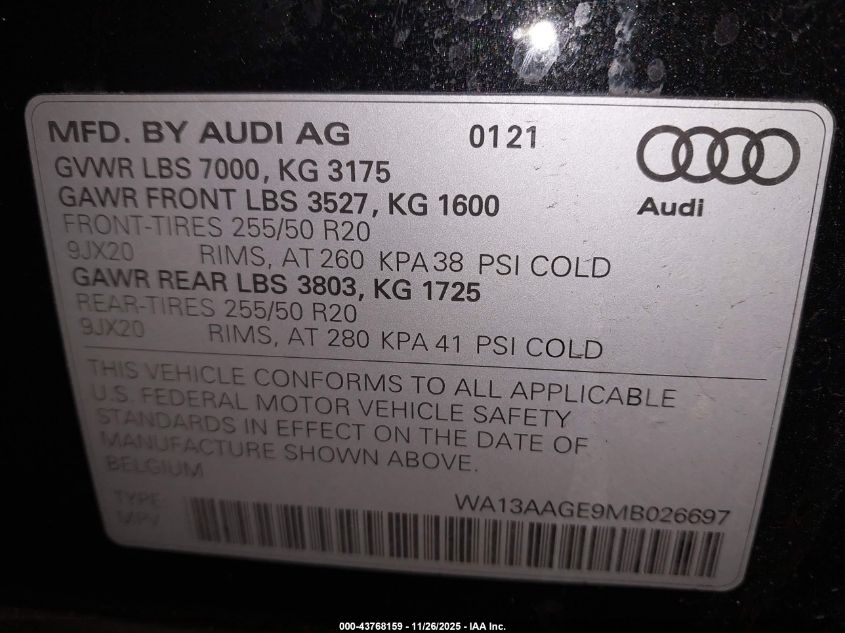 MFD. BY AUDI AG 0121
GVWR LBS 7000, KG 3175
GAWR FRONT LBS 3527, KG 1600
Audi
FRONT-TIRES 255/50 R20
9JX20 RIMS, AT 260 KPA 38 PSI COLD
GAWR REAR LBS 3803, KG 1725
REAR-TIRES 255/50 R20
9JX20 RIMS, AT 280 KPA 41 PSI COLD
THIS VEHICLE CONFORMS TO ALL APPLICABLE
U.S. FEDERAL MOTOR VEHICLE SAFETY
STANDARDS IN EFFECT ON THE DATE OF
MANUFACTURE SHOWN ABOVE.
BELGIUM
TYPE: WA13AAGE9MB026697
MPV
000-43768159 - 11/26/2025 - IAA Inc.